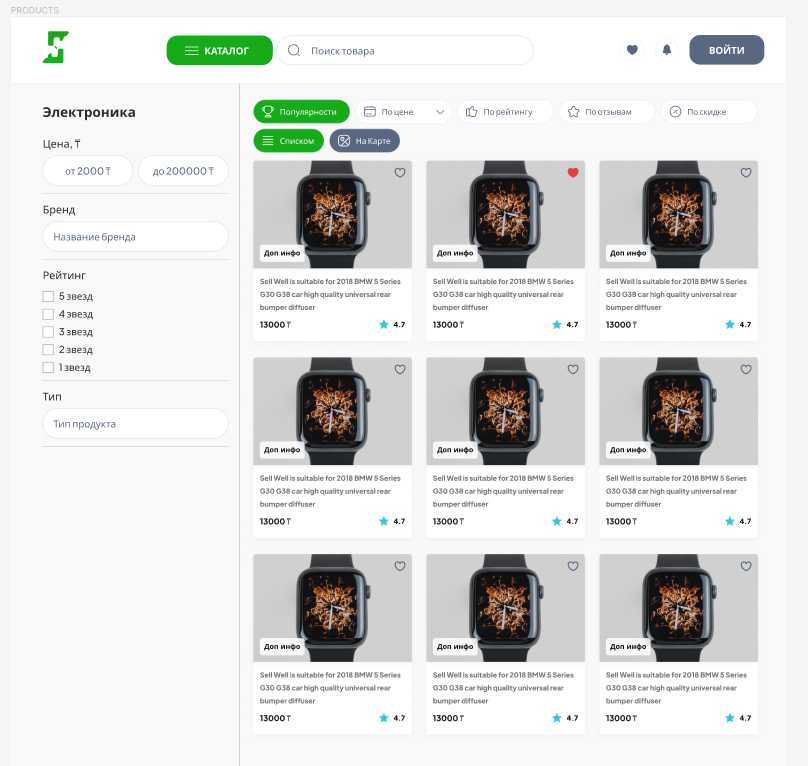 PRODUCTS
КАТАЛОГ
Поиск товара
ВОЙТИ
Электроника
Цена, ₸
от 2000 ₸
до 200000 ₸
Бренд
Название бренда
Рейтинг
5 звезд
4 звезд
3 звезд
2 звезд
1 звезд
Тип
Тип продукта
Популярности
По цене
По рейтингу
По отзывам
По скидке
Списком
На Карте
Доп инфо
Sell Well is suitable for 2018 BMW 5 Series
G30 G38 car high quality universal rear
bumper diffuser
13000 ₸
4.7
Доп инфо
Sell Well is suitable for 2018 BMW 5 Series
G30 G38 car high quality universal rear
bumper diffuser
13000 ₸
4.7
Доп инфо
Sell Well is suitable for 2018 BMW 5 Series
G30 G38 car high quality universal rear
bumper diffuser
13000 ₸
4.7
Доп инфо
Sell Well is suitable for 2018 BMW 5 Series
G30 G38 car high quality universal rear
bumper diffuser
13000 ₸
4.7
Доп инфо
Sell Well is suitable for 2018 BMW 5 Series
G30 G38 car high quality universal rear
bumper diffuser
13000 ₸
4.7
Доп инфо
Sell Well is suitable for 2018 BMW 5 Series
G30 G38 car high quality universal rear
bumper diffuser
13000 ₸
4.7
Доп инфо
Sell Well is suitable for 2018 BMW 5 Series
G30 G38 car high quality universal rear
bumper diffuser
13000 ₸
4.7
Доп инфо
Sell Well is suitable for 2018 BMW 5 Series
G30 G38 car high quality universal rear
bumper diffuser
13000 ₸
4.7
Доп инфо
Sell Well is suitable for 2018 BMW 5 Series
G30 G38 car high quality universal rear
bumper diffuser
13000 ₸
4.7